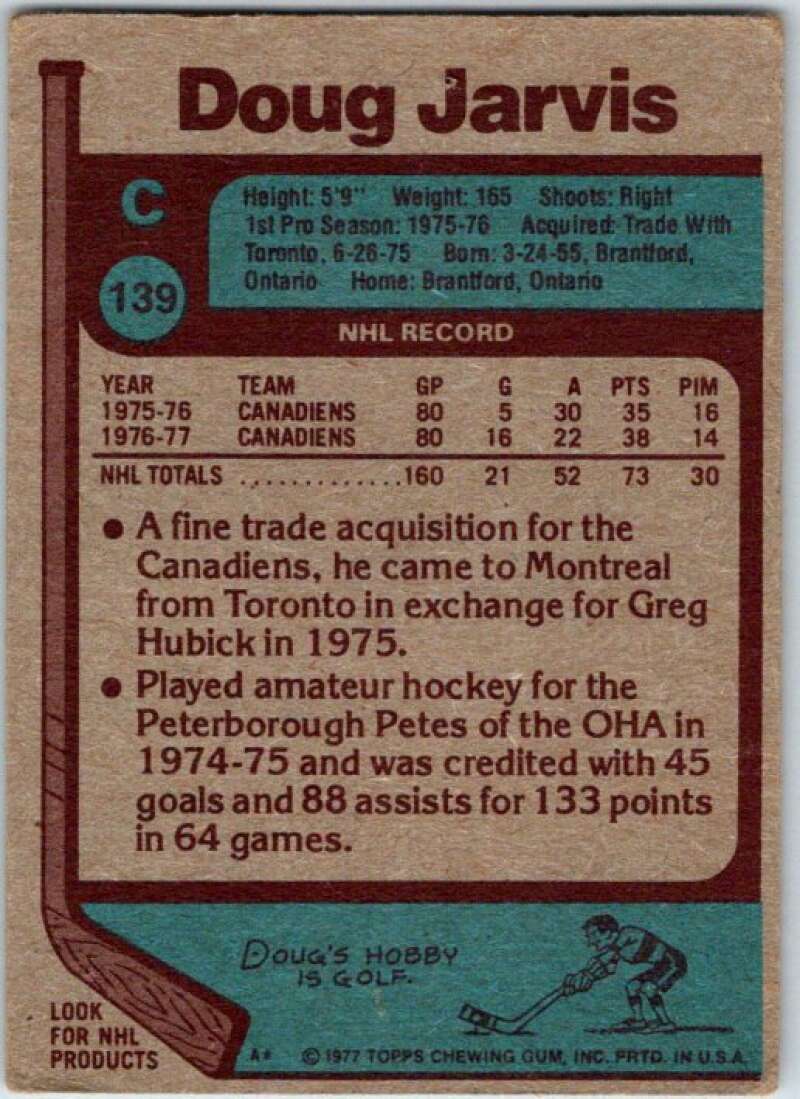 Doug Jarvis
C
139
Height: 5'9" Weight: 165 Shoots: Right
1st Pro Season: 1975-76 Acquired: Trade With
Toronto, 6-26-75 Born: 3-24-55, Brantford,
Ontario Home: Brantford, Ontario
NHL RECORD
YEAR TEAM GP G A PTS PIM
1975-76 CANADIENS 80 5 30 35 16
1976-77 CANADIENS 80 16 22 38 14
NHL TOTALS .............160 21 52 73 30
● A fine trade acquisition for the
Canadiens, he came to Montreal
from Toronto in exchange for Greg
Hubick in 1975.
● Played amateur hockey for the
Peterborough Petes of the OHA in
1974-75 and was credited with 45
goals and 88 assists for 133 points
in 64 games.
DOUG'S HOBBY
IS GOLF.
LOOK
FOR NHL
PRODUCTS
A* © 1977 TOPPS CHEWING GUM, INC. PRTD. IN U.S.A.